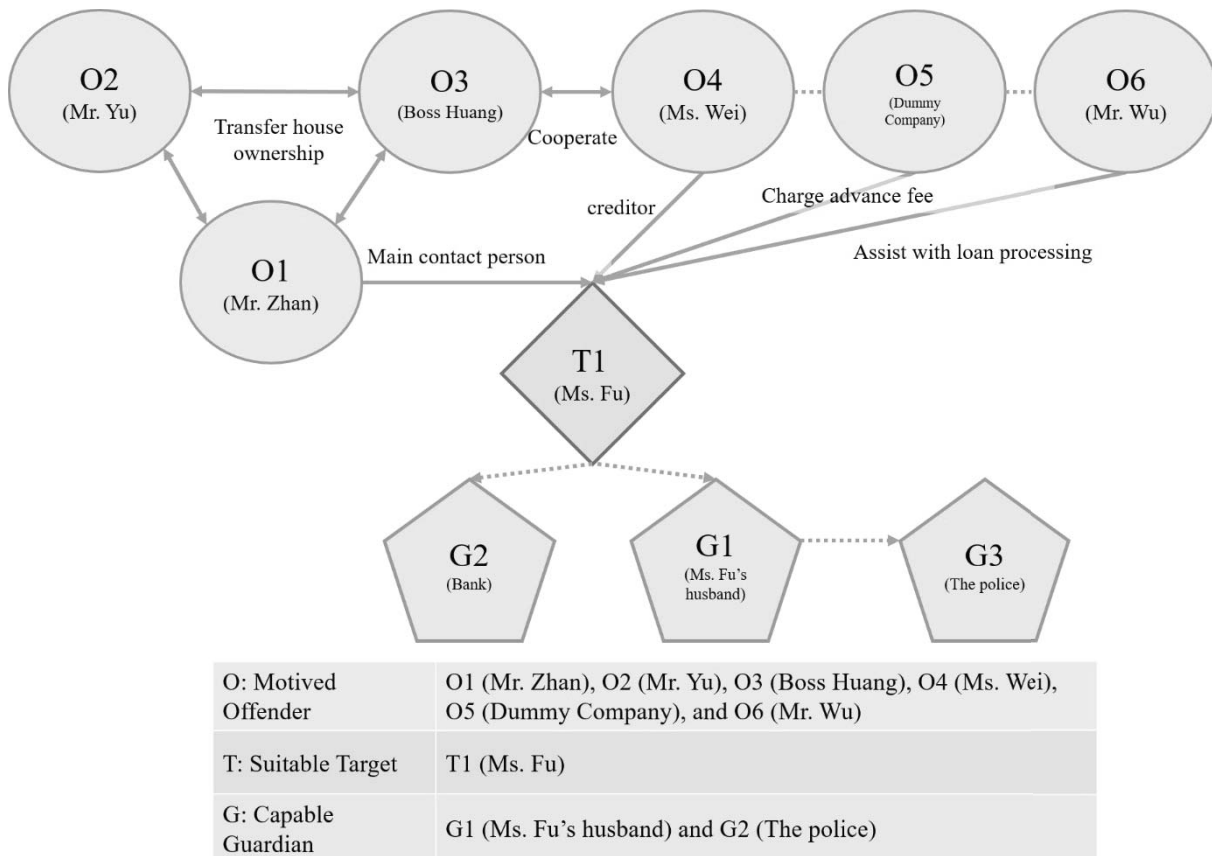 O2
(Mr. Yu)
O3
(Boss Huang)
O4
(Ms. Wei)
O5
(Dummy
Company)
O6
(Mr. Wu)
Transfer house
ownership
Cooperate
creditor
Charge advance fee
Assist with loan processing
Main contact person
O1
(Mr. Zhan)
T1
(Ms. Fu)
G2
(Bank)
G1
(Ms. Fu's
husband)
G3
(The police)
O: Motived
Offender
O1 (Mr. Zhan), O2 (Mr. Yu), O3 (Boss Huang), O4 (Ms. Wei),
O5 (Dummy Company), and O6 (Mr. Wu)
T: Suitable Target
T1 (Ms. Fu)
G: Capable
Guardian
G1 (Ms. Fu's husband) and G2 (The police)